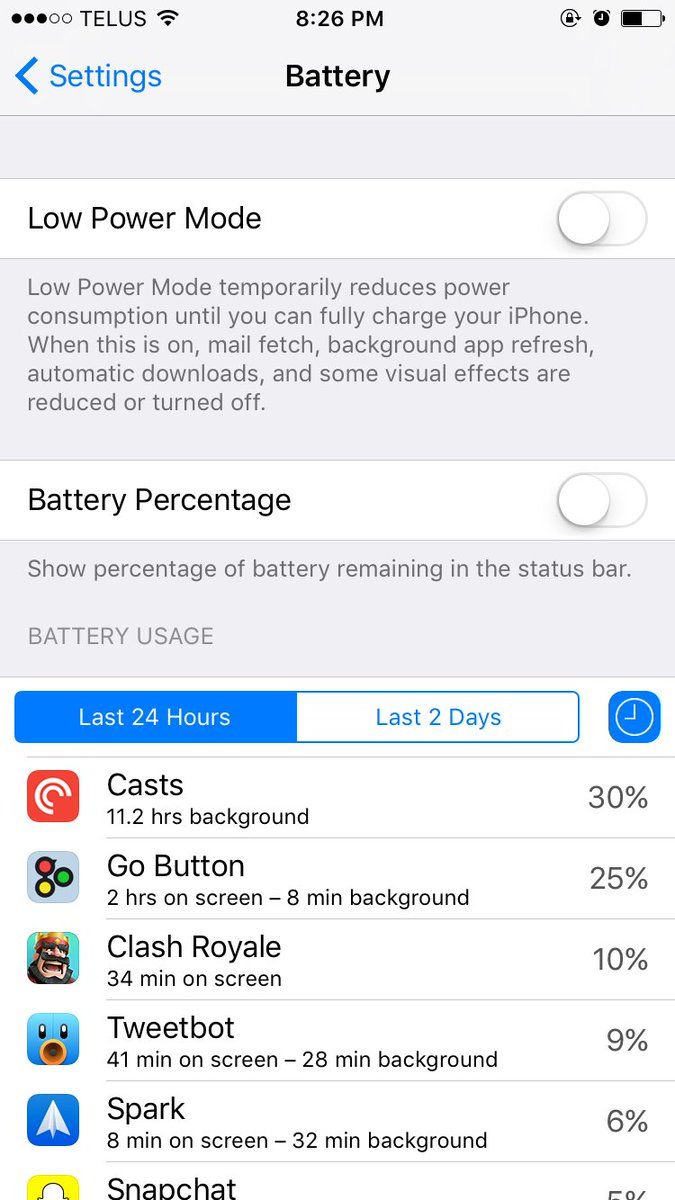 TELUS 8:26 PM
Settings Battery
Low Power Mode
Low Power Mode temporarily reduces power
consumption until you can fully charge your iPhone.
When this is on, mail fetch, background app refresh,
automatic downloads, and some visual effects are
reduced or turned off.
Battery Percentage
Show percentage of battery remaining in the status bar.
BATTERY USAGE
Last 24 Hours Last 2 Days
Casts 30%
11.2 hrs background
Go Button 25%
2 hrs on screen – 8 min background
Clash Royale 10%
34 min on screen
Tweetbot 9%
41 min on screen – 28 min background
Spark 6%
8 min on screen – 32 min background
Snapchat 5%